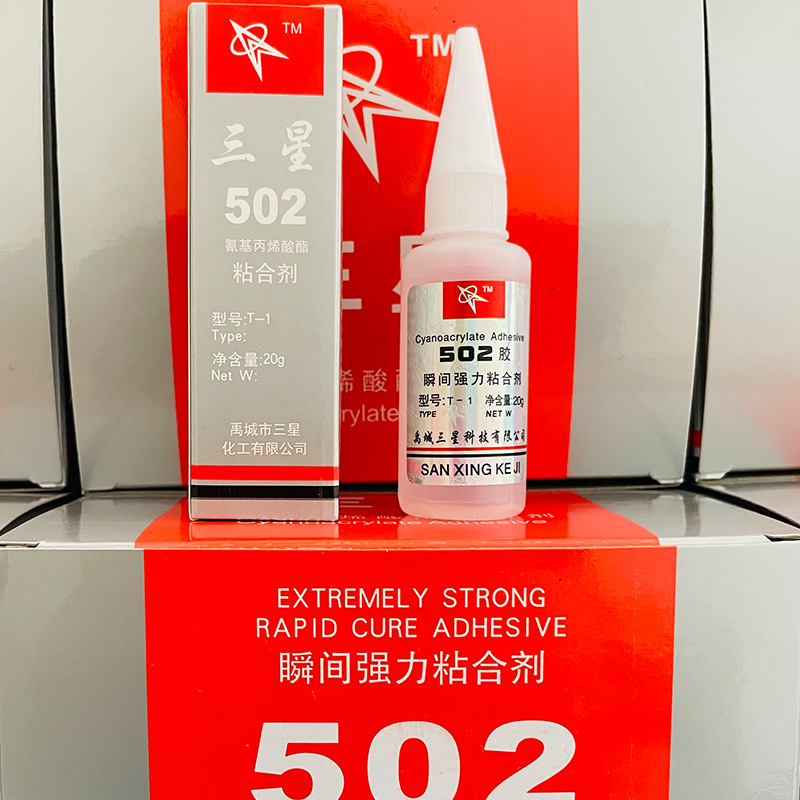 TM
三星
502
氰基丙烯酸酯
粘合剂
型号:T-1
Type:
净含量:20g
Net W:
禹城市三星
化工有限公司
TM
TM
Cyanoacrylate Adhesive
502 胶
瞬间强力粘合剂
型号:T-1 净含量:20g
TYPE NET W
禹城三星科技有限公司
SAN XING KE JI
Cyanoacrylate Adhesive
EXTREMELY STRONG
RAPID CURE ADHESIVE
瞬间强力粘合剂
502